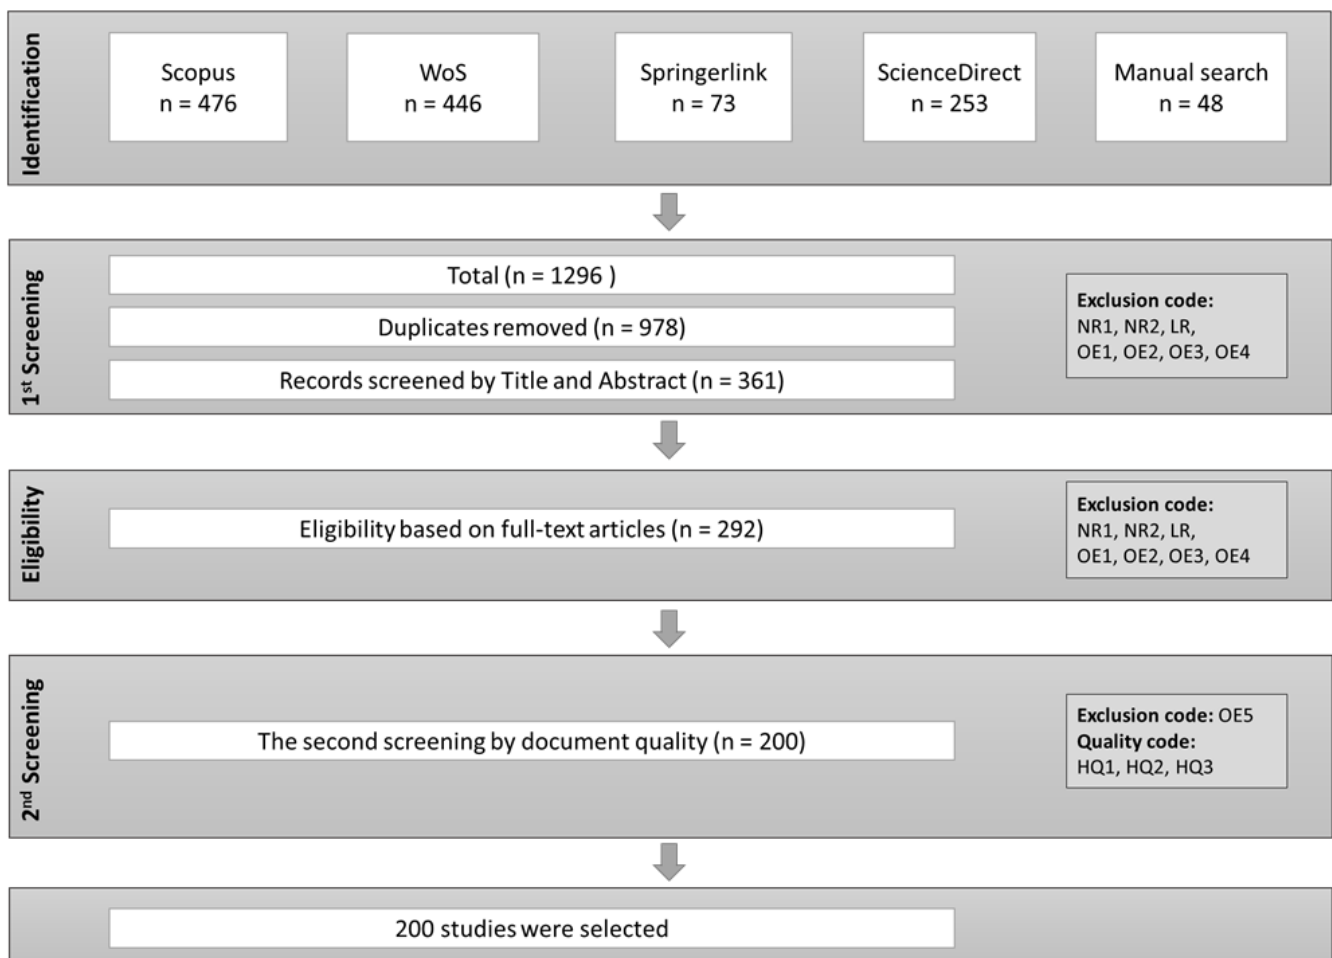 Identification
Scopus
n = 476
WoS
n = 446
Springerlink
n = 73
ScienceDirect
n = 253
Manual search
n = 48
1st Screening
Total (n = 1296 )
Duplicates removed (n = 978)
Records screened by Title and Abstract (n = 361)
Exclusion code:
NR1, NR2, LR,
OE1, OE2, OE3, OE4
Eligibility
Eligibility based on full-text articles (n = 292)
Exclusion code:
NR1, NR2, LR,
OE1, OE2, OE3, OE4
2nd Screening
The second screening by document quality (n = 200)
Exclusion code: OE5
Quality code:
HQ1, HQ2, HQ3
200 studies were selected